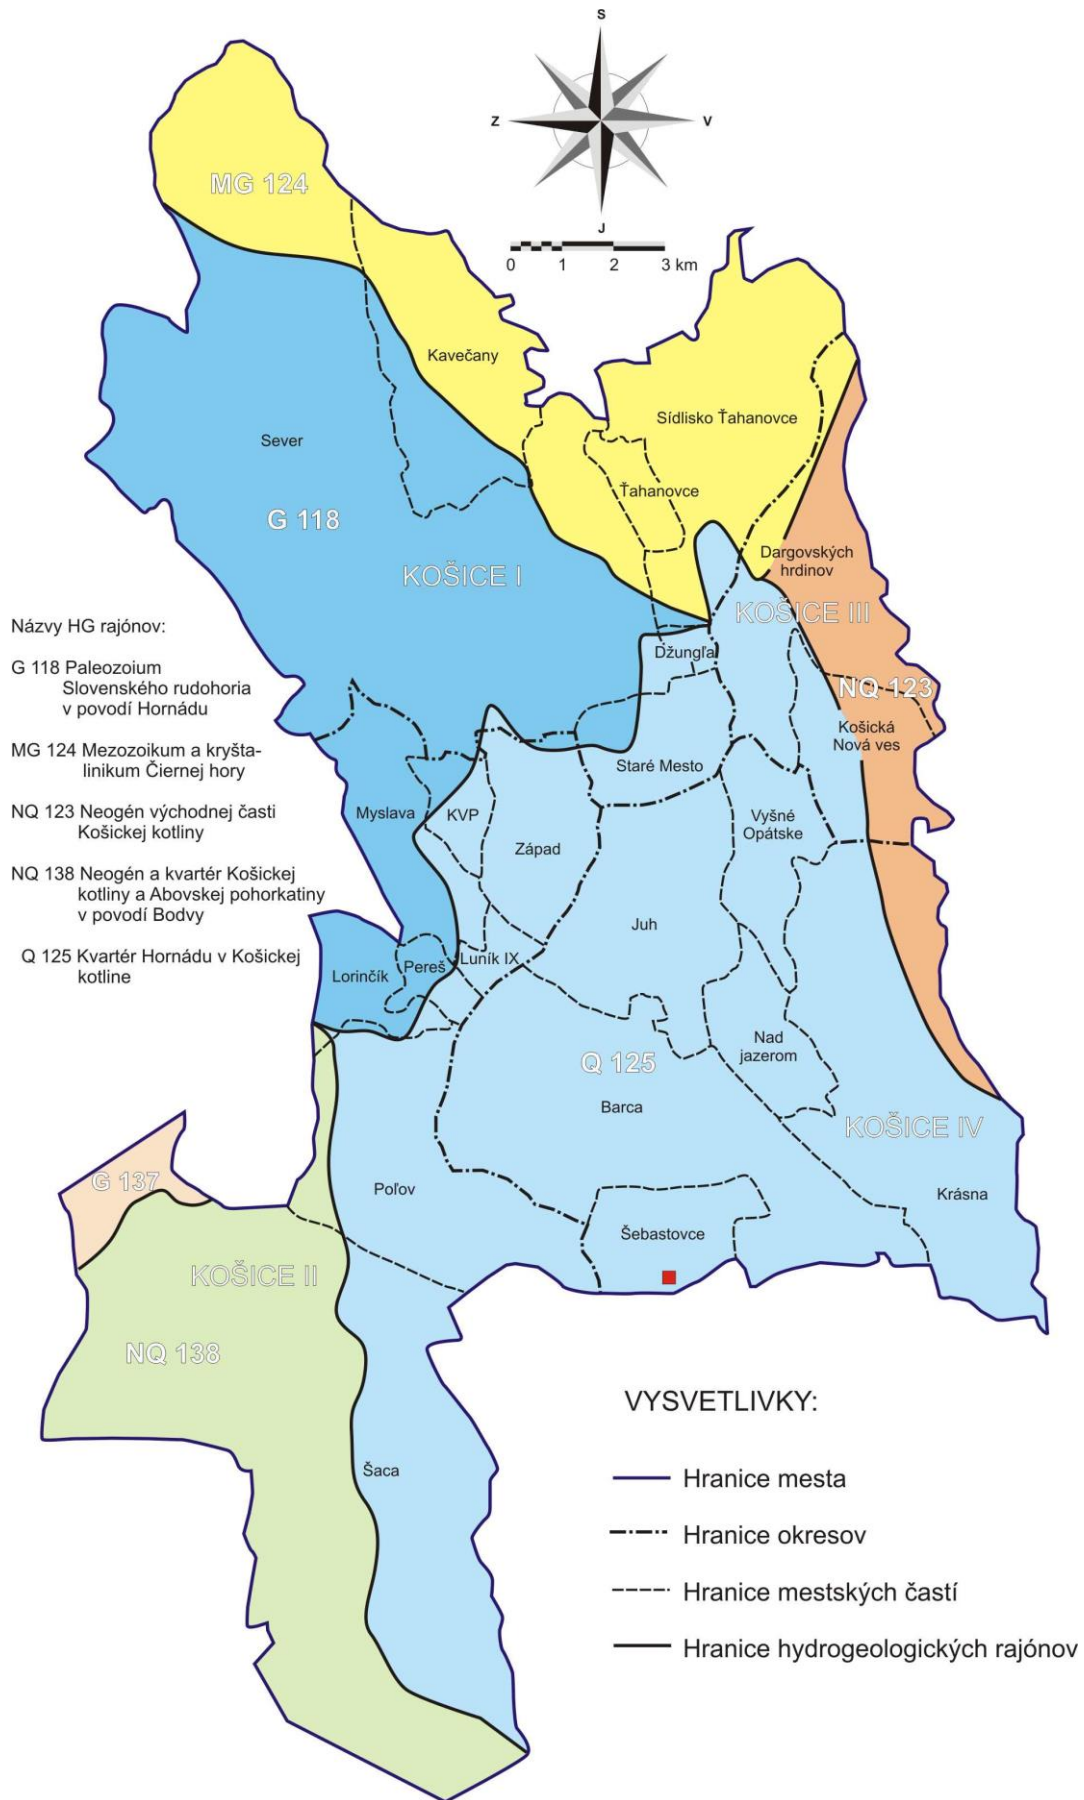 S
Z
V
J
0 1 2 3 km
MG 124
Kavečany
Sídlisko Ťahanovce
Sever
Ťahanovce
G 118
Dargovských
hrdinov
KOŠICE I
KOŠICE III
Názvy HG rajónov:
G 118 Paleozoium
Slovenského rudohoria
v povodí Hornádu
MG 124 Mezozoikum a kryšta-
linikum Čiernej hory
NQ 123 Neogén východnej časti
Košickej kotliny
NQ 138 Neogén a kvartér Košickej
kotliny a Abovskej pohorkatiny
v povodí Bodvy
Q 125 Kvartér Hornádu v Košickej
kotline
Džungľa
NQ 123
Košická
Nová ves
Staré Mesto
Myslava
KVP
Vyšné
Opátske
Západ
Juh
Luník IX
Pereš
Lorinčík
Nad
jazerom
Q 125
Barca
KOŠICE IV
G 137
Poľov
Krásna
Šebastovce
KOŠICE II
NQ 138
Šaca
VYSVETLIVKY:
Hranice mesta
Hranice okresov
Hranice mestských častí
Hranice hydrogeologických rajónov